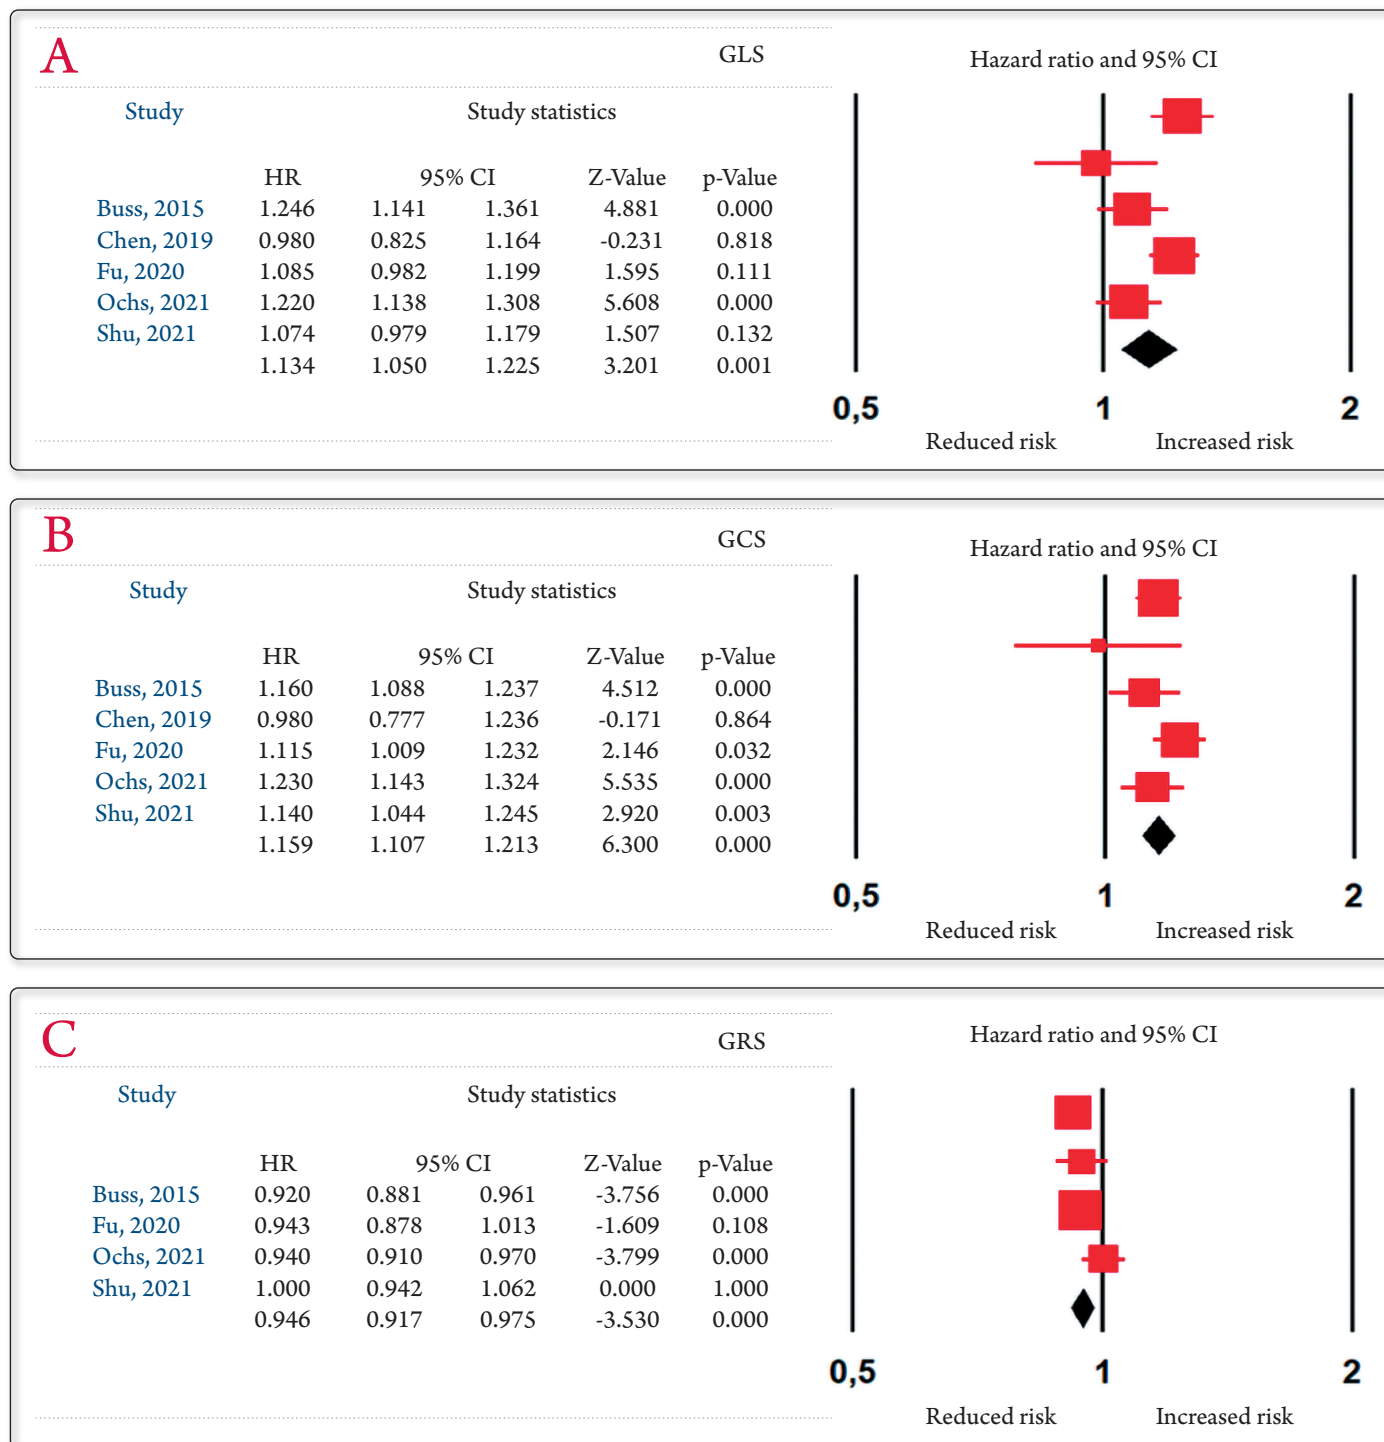 A
GLS
Hazard ratio and 95% CI
Study Study statistics
HR 95% CI Z-Value p-Value
Buss, 2015 1.246 1.141 1.361 4.881 0.000
Chen, 2019 0.980 0.825 1.164 -0.231 0.818
Fu, 2020 1.085 0.982 1.199 1.595 0.111
Ochs, 2021 1.220 1.138 1.308 5.608 0.000
Shu, 2021 1.074 0.979 1.179 1.507 0.132
1.134 1.050 1.225 3.201 0.001
0,5 1 2
Reduced risk Increased risk
B
GCS
Hazard ratio and 95% CI
Study Study statistics
HR 95% CI Z-Value p-Value
Buss, 2015 1.160 1.088 1.237 4.512 0.000
Chen, 2019 0.980 0.777 1.236 -0.171 0.864
Fu, 2020 1.115 1.009 1.232 2.146 0.032
Ochs, 2021 1.230 1.143 1.324 5.535 0.000
Shu, 2021 1.140 1.044 1.245 2.920 0.003
1.159 1.107 1.213 6.300 0.000
0,5 1 2
Reduced risk Increased risk
C
GRS
Hazard ratio and 95% CI
Study Study statistics
HR 95% CI Z-Value p-Value
Buss, 2015 0.920 0.881 0.961 -3.756 0.000
Fu, 2020 0.943 0.878 1.013 -1.609 0.108
Ochs, 2021 0.940 0.910 0.970 -3.799 0.000
Shu, 2021 1.000 0.942 1.062 0.000 1.000
0.946 0.917 0.975 -3.530 0.000
0,5 1 2
Reduced risk Increased risk